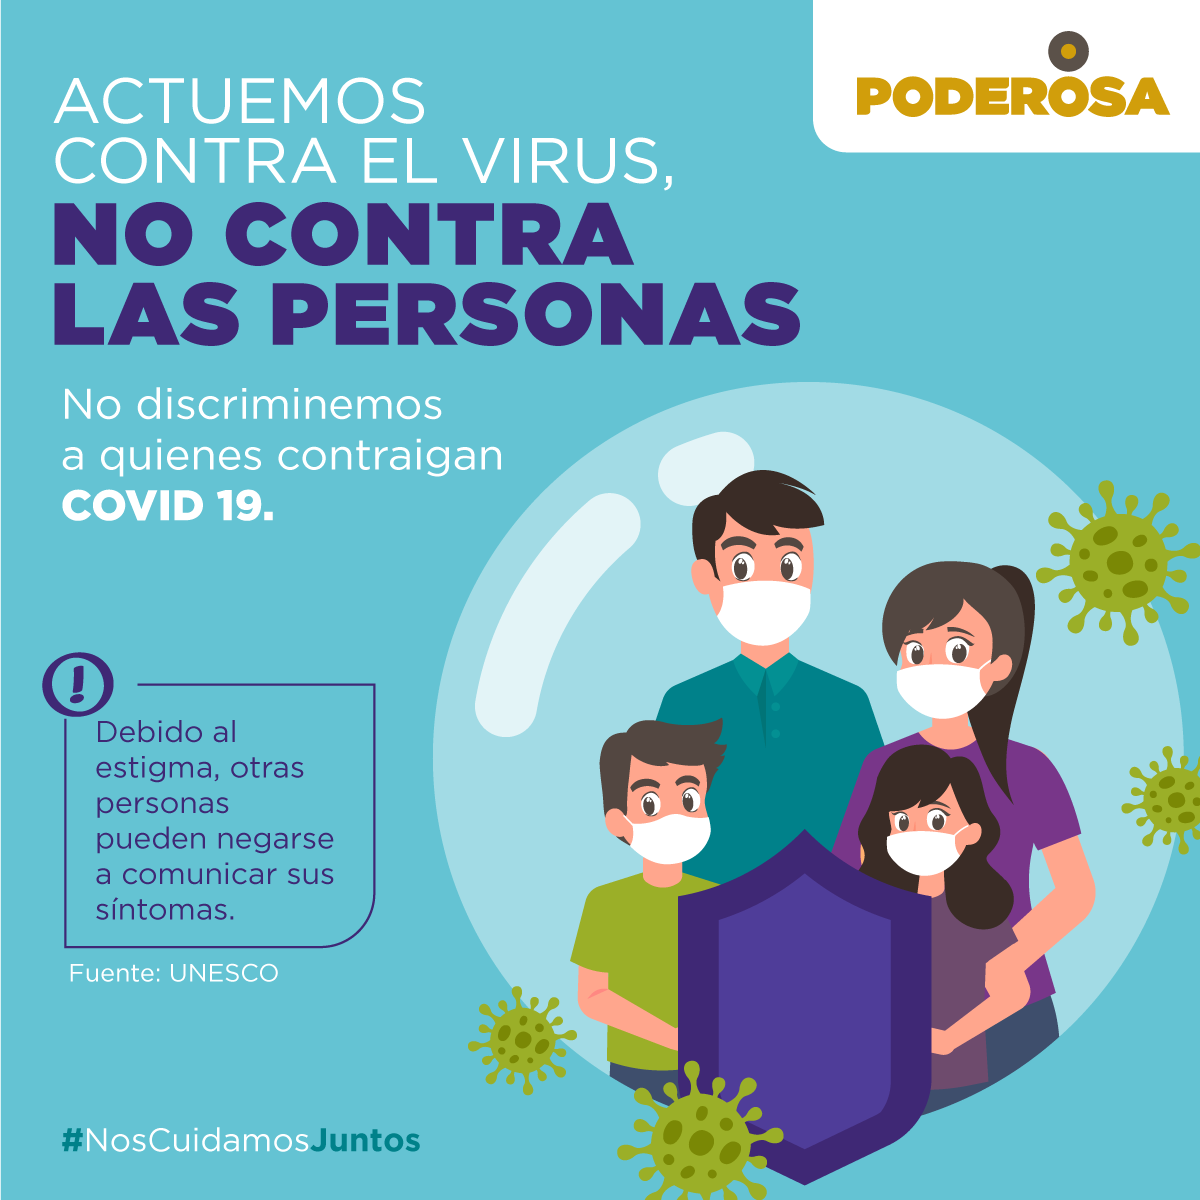 PODEROSA
ACTUEMOS
CONTRA EL VIRUS,
NO CONTRA
LAS PERSONAS
No discriminemos
a quienes contraigan
COVID 19.
!
Debido al
estigma, otras
personas
pueden negarse
a comunicar sus
síntomas.
Fuente: UNESCO
#NosCuidamosJuntos